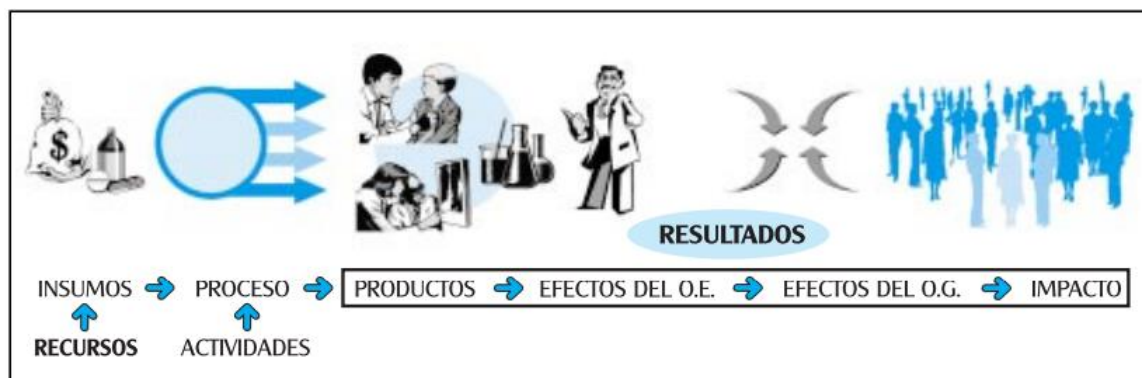 $
RESULTADOS
INSUMOS PROCESO PRODUCTOS EFECTOS DEL O.E. EFECTOS DEL O.G. IMPACTO
RECURSOS ACTIVIDADES